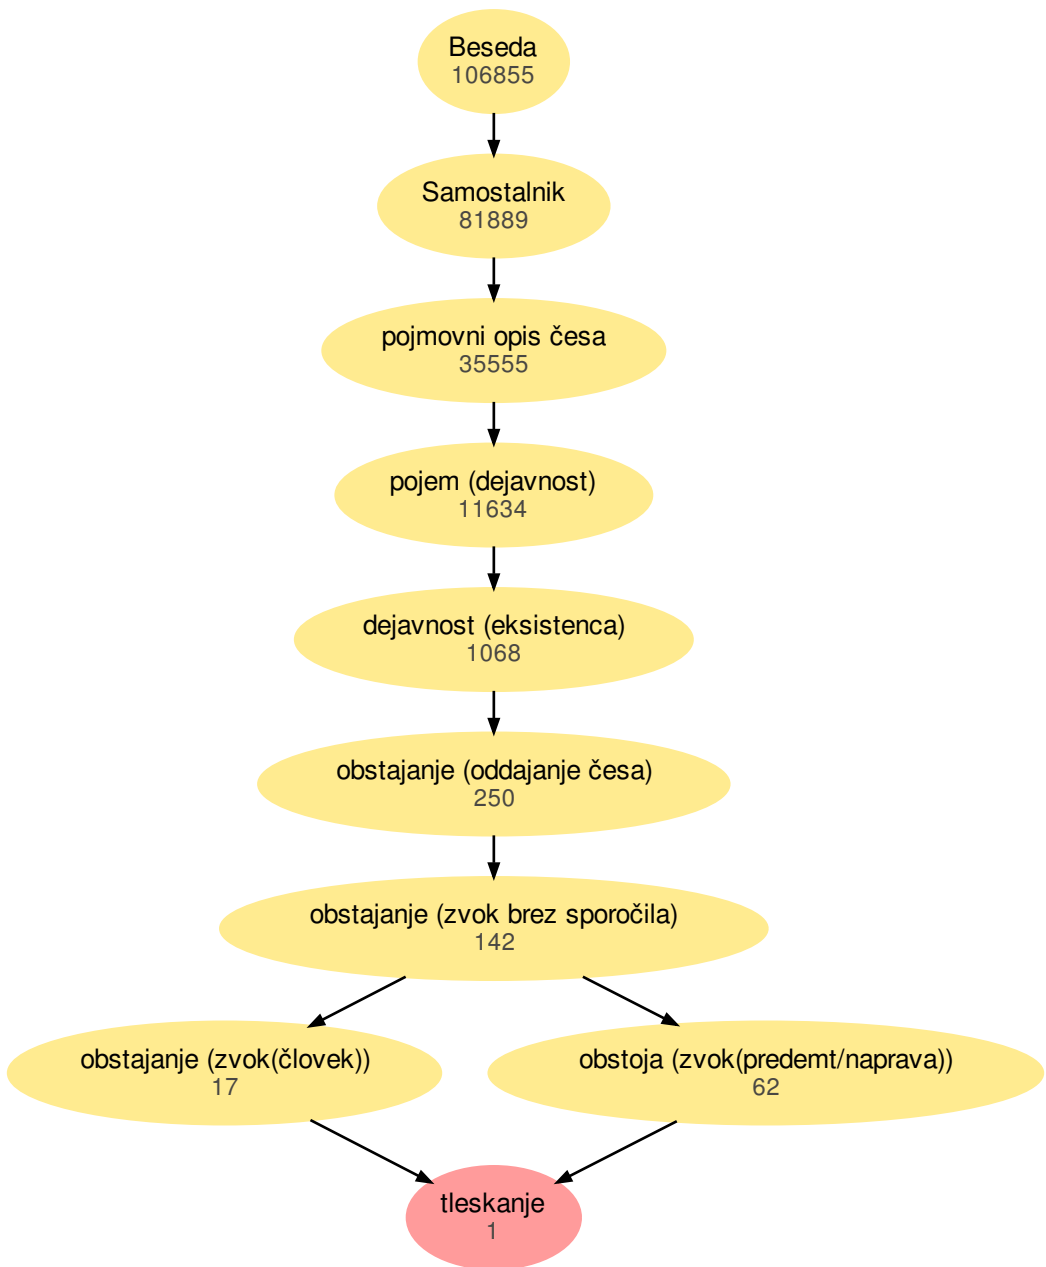 Beseda
106855
Samostalnik
81889
pojmovni opis česa
35555
pojem (dejavnost)
11634
dejavnost (eksistenca)
1068
obstajanje (oddajanje česa)
250
obstajanje (zvok brez sporočila)
142
obstajanje (zvok(človek))
17
obstoja (zvok(predemt/naprava))
62
tleskanje
1